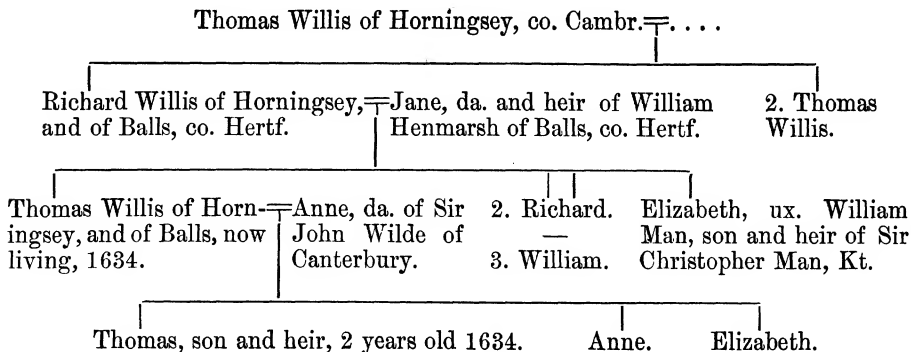 Thomas Willis of Horningsey, co. Cambr.=. . . .
Richard Willis of Horningsey,=Jane, da. and heir of William 2. Thomas
and of Balls, co. Hertf. Henmarsh of Balls, co. Hertf. Willis.
Thomas Willis of Horn-=Anne, da. of Sir 2. Richard. Elizabeth, ux. William
ingsey, and of Balls, now John Wilde of — Man, son and heir of Sir
living, 1634. Canterbury. 3. William. Christopher Man, Kt.
Thomas, son and heir, 2 years old 1634. Anne. Elizabeth.